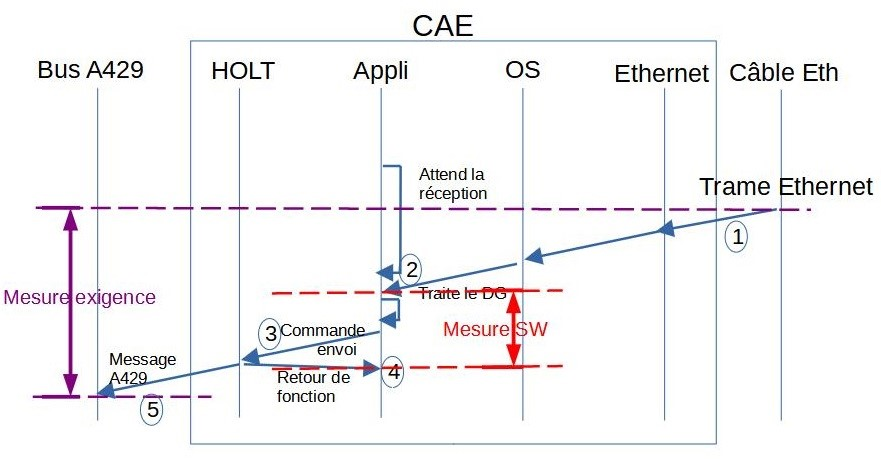 CAE
Bus A429
HOLT
Appli
OS
Ethernet
Câble Eth
Attend la
réception
Trame Ethernet
1
2
Traite le DG
Mesure exigence
3
Commande
envoi
Mesure SW
Message
A429
Retour de
fonction
4
5